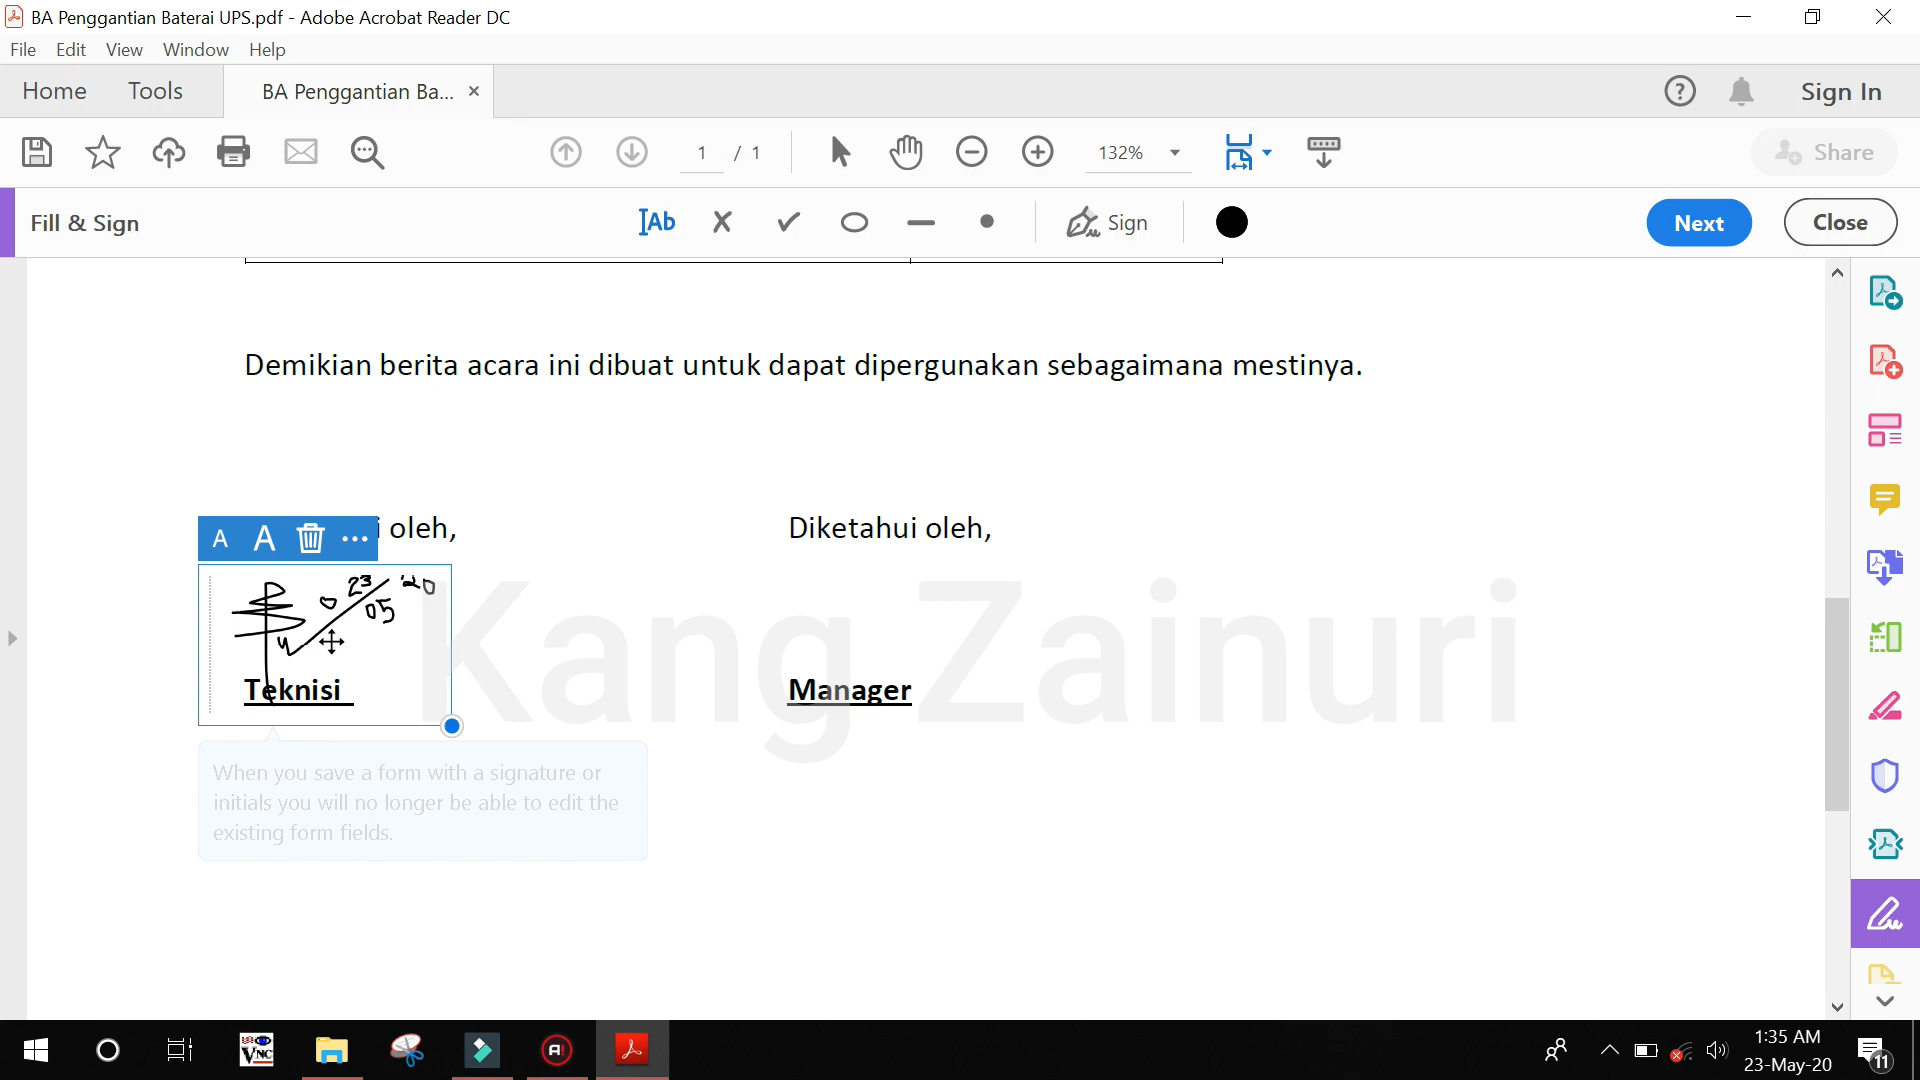 BA Penggantian Baterai UPS.pdf - Adobe Acrobat Reader DC
File Edit View Window Help
Home Tools BA Penggantian Ba... ×
? Sign In
1 / 1 132% Share
Fill & Sign Ab Sign Next Close
Demikian berita acara ini dibuat untuk dapat dipergunakan sebagaimana mestinya.
A A ... i oleh, Diketahui oleh,
23/05 '20
Kang Zainuri
Teknisi Manager
When you save a form with a signature or
initials you will no longer be able to edit the
existing form fields.
VNC A! 1:35 AM
23-May-20 11